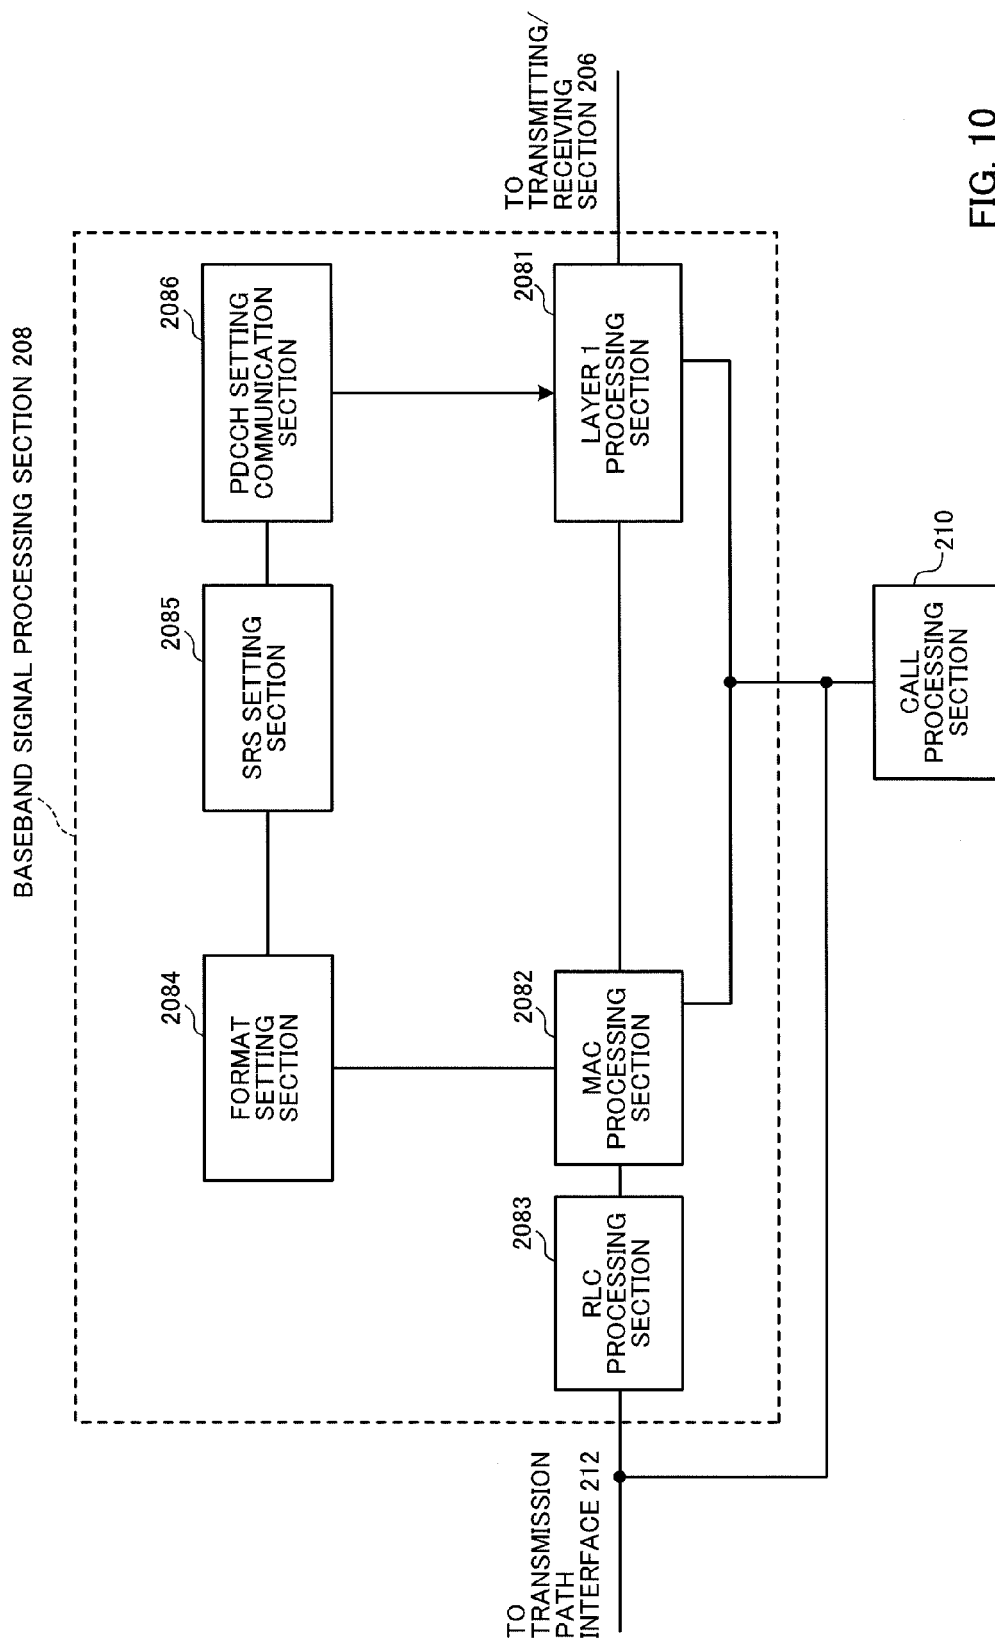 BASEBAND SIGNAL PROCESSING SECTION 208
2084
FORMAT
SETTING
SECTION
2085
SRS SETTING
SECTION
2086
PDCCH SETTING
COMMUNICATION
SECTION
TO
TRANSMISSION
PATH
INTERFACE 212
2083
RLC
PROCESSING
SECTION
2082
MAC
PROCESSING
SECTION
2081
LAYER 1
PROCESSING
SECTION
TO
TRANSMITTING/
RECEIVING
SECTION 206
210
CALL
PROCESSING
SECTION
FIG. 10